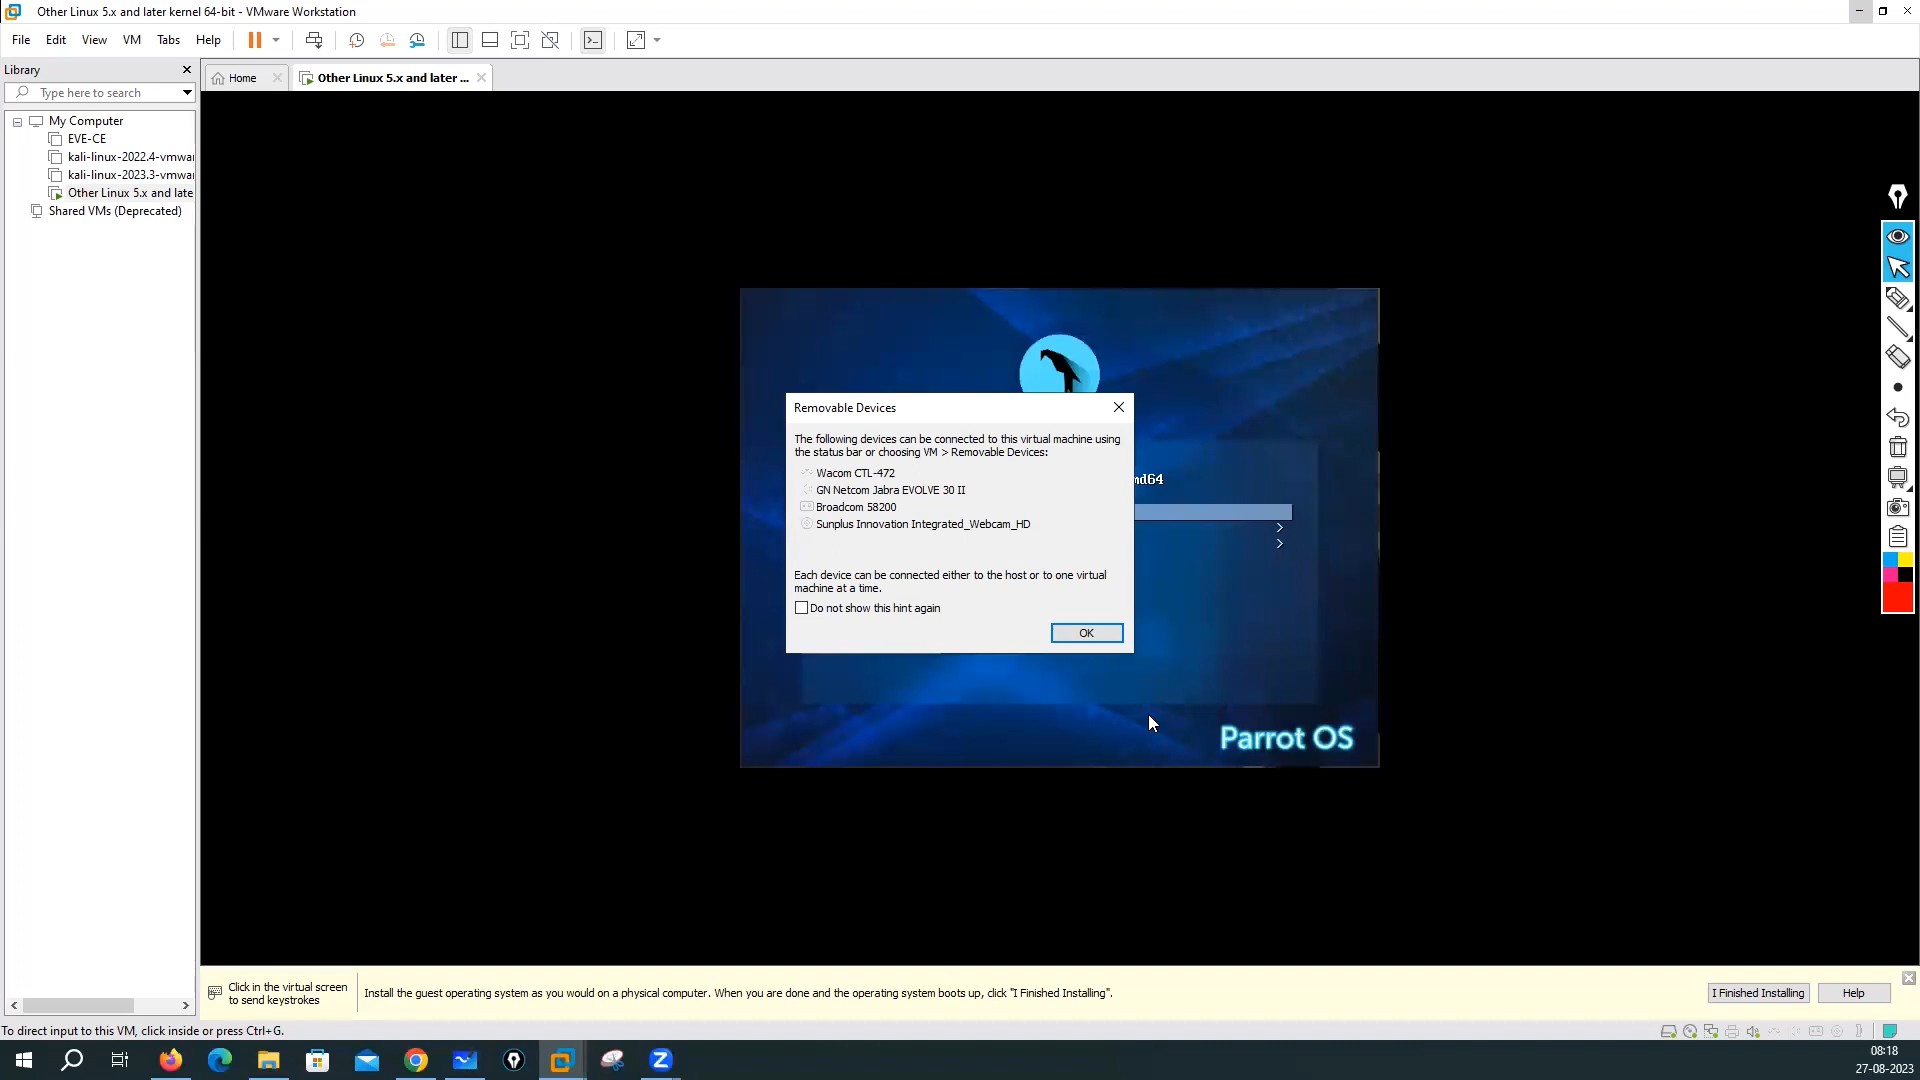 Other Linux 5.x and later kernel 64-bit - VMware Workstation
File Edit View VM Tabs Help
Library
Type here to search
Home
Other Linux 5.x and later ...
My Computer
EVE-CE
kali-linux-2022.4-vmwar
kali-linux-2023.3-vmwar
Other Linux 5.x and late
Shared VMs (Deprecated)
Removable Devices
The following devices can be connected to this virtual machine using
the status bar or choosing VM > Removable Devices:
Wacom CTL-472
GN Netcom Jabra EVOLVE 30 II
Broadcom 58200
Sunplus Innovation Integrated_Webcam_HD
Each device can be connected either to the host or to one virtual
machine at a time.
Do not show this hint again
OK
md64
>
>
Parrot OS
Click in the virtual screen
to send keystrokes
Install the guest operating system as you would on a physical computer. When you are done and the operating system boots up, click "I Finished Installing".
I Finished Installing
Help
To direct input to this VM, click inside or press Ctrl+G.
08:18
27-08-2023